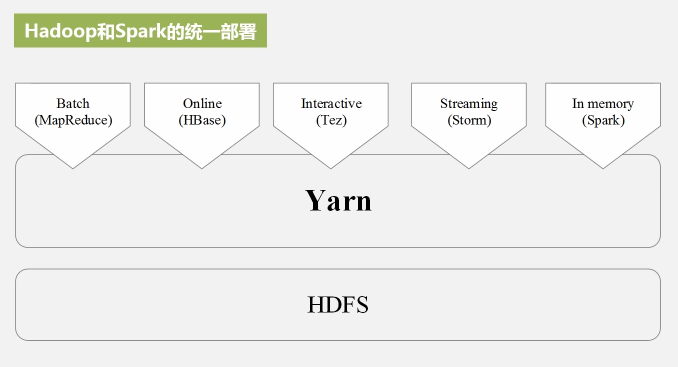 Hadoop和Spark的统一部署
Batch
(MapReduce)
Online
(HBase)
Interactive
(Tez)
Streaming
(Storm)
In memory
(Spark)
Yarn
HDFS